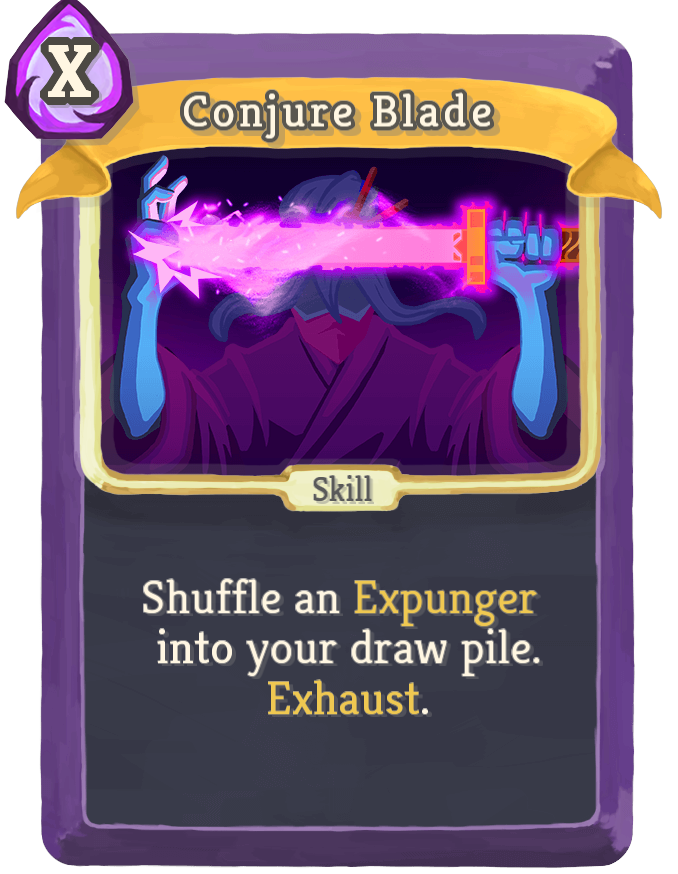 X
Conjure Blade
Skill
Shuffle an Expunger
into your draw pile.
Exhaust.